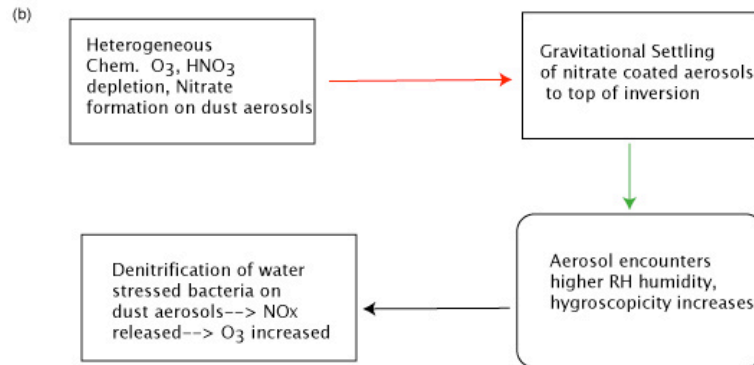 (b)
Heterogeneous
Chem. O3, HNO3
depletion, Nitrate
formation on dust aerosols
Gravitational Settling
of nitrate coated aerosols
to top of inversion
Aerosol encounters
higher RH humidity,
hygroscopicity increases
Denitrification of water
stressed bacteria on
dust aerosols--> NOx
released--> O3 increased